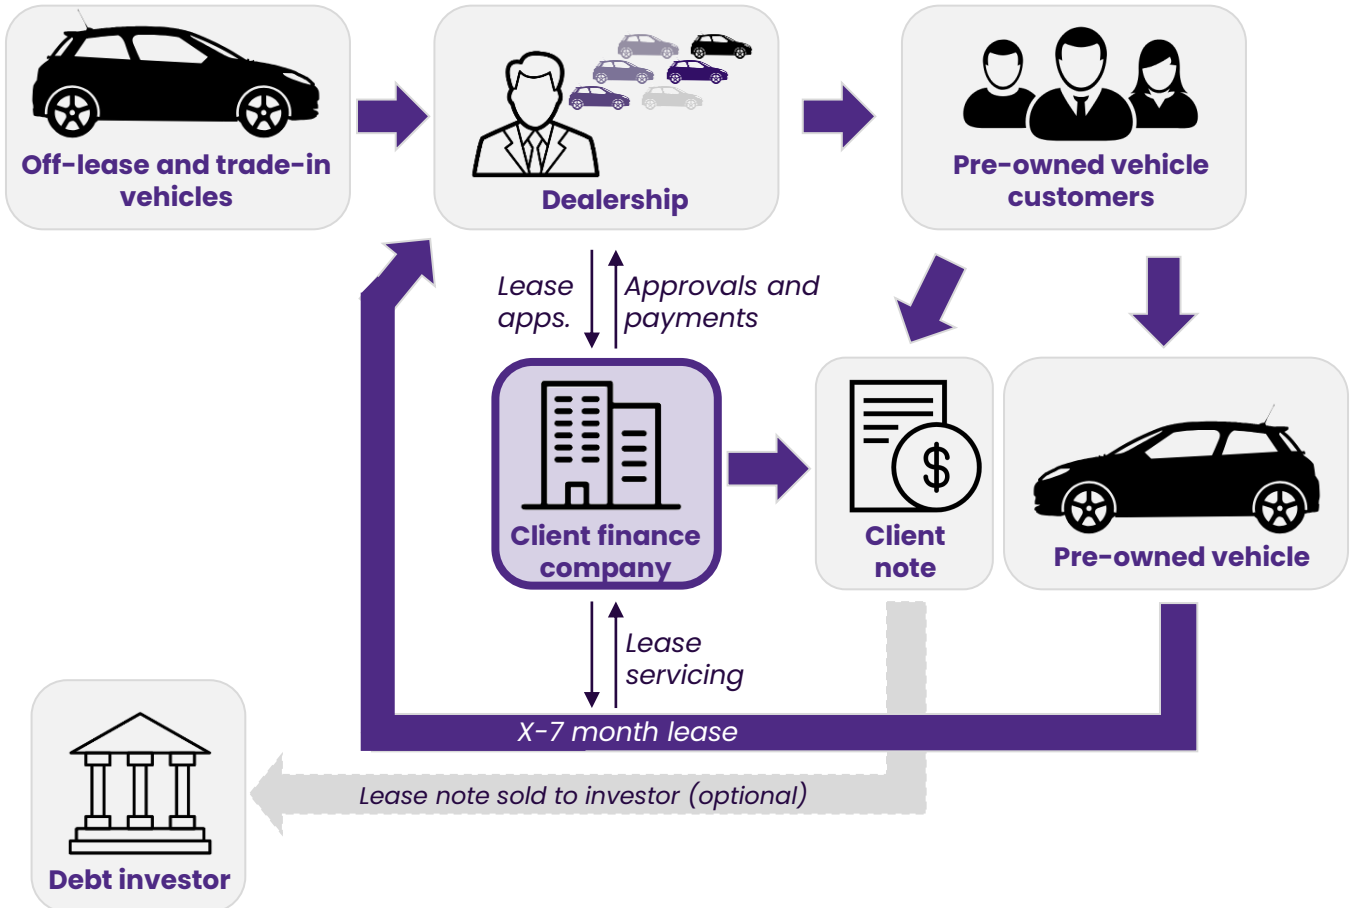 Off-lease and trade-in
vehicles
Dealership
Pre-owned vehicle
customers
Lease
apps.
Approvals and
payments
$
Client finance
company
Client
note
Pre-owned vehicle
Lease
servicing
X-7 month lease
Lease note sold to investor (optional)
Debt investor